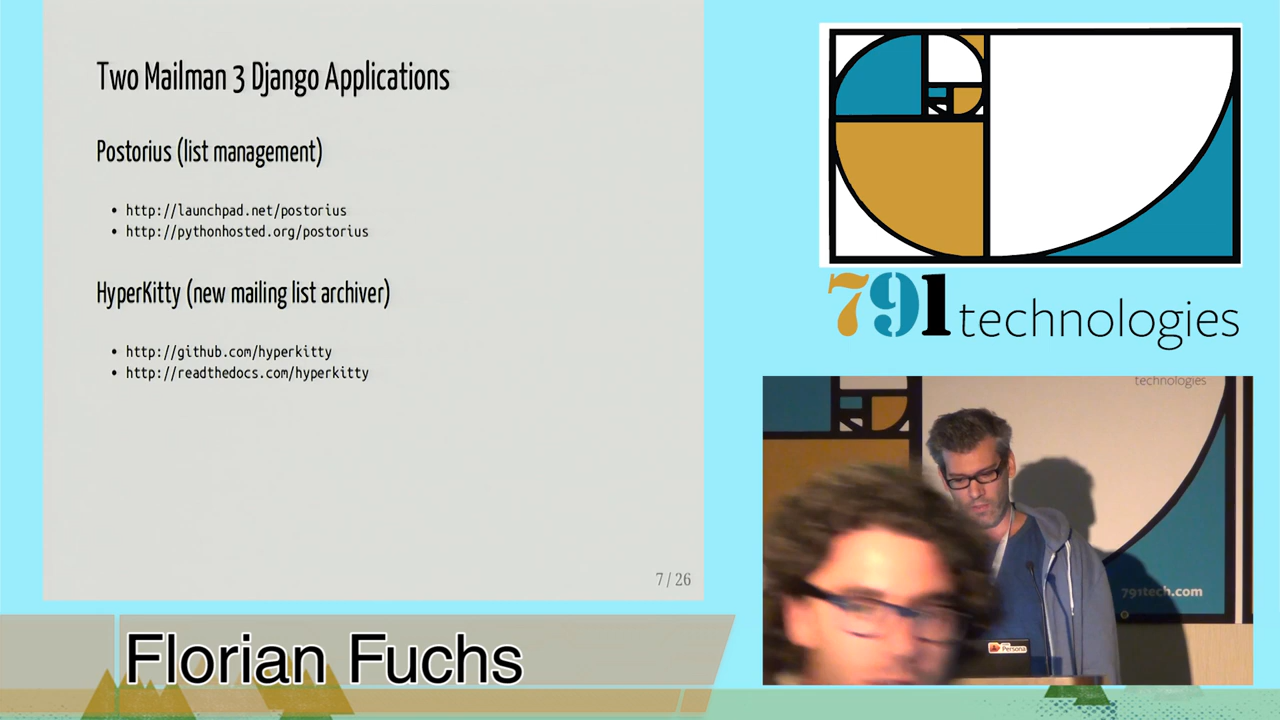 Two Mailman 3 Django Applications
Postorius (list management)
• http://launchpad.net/postorius
• http://pythonhosted.org/postorius
HyperKitty (new mailing list archiver)
• http://github.com/hyperkitty
• http://readthedocs.com/hyperkitty
7 / 26
791 technologies
technologies
791tech.com
Persona
Florian Fuchs